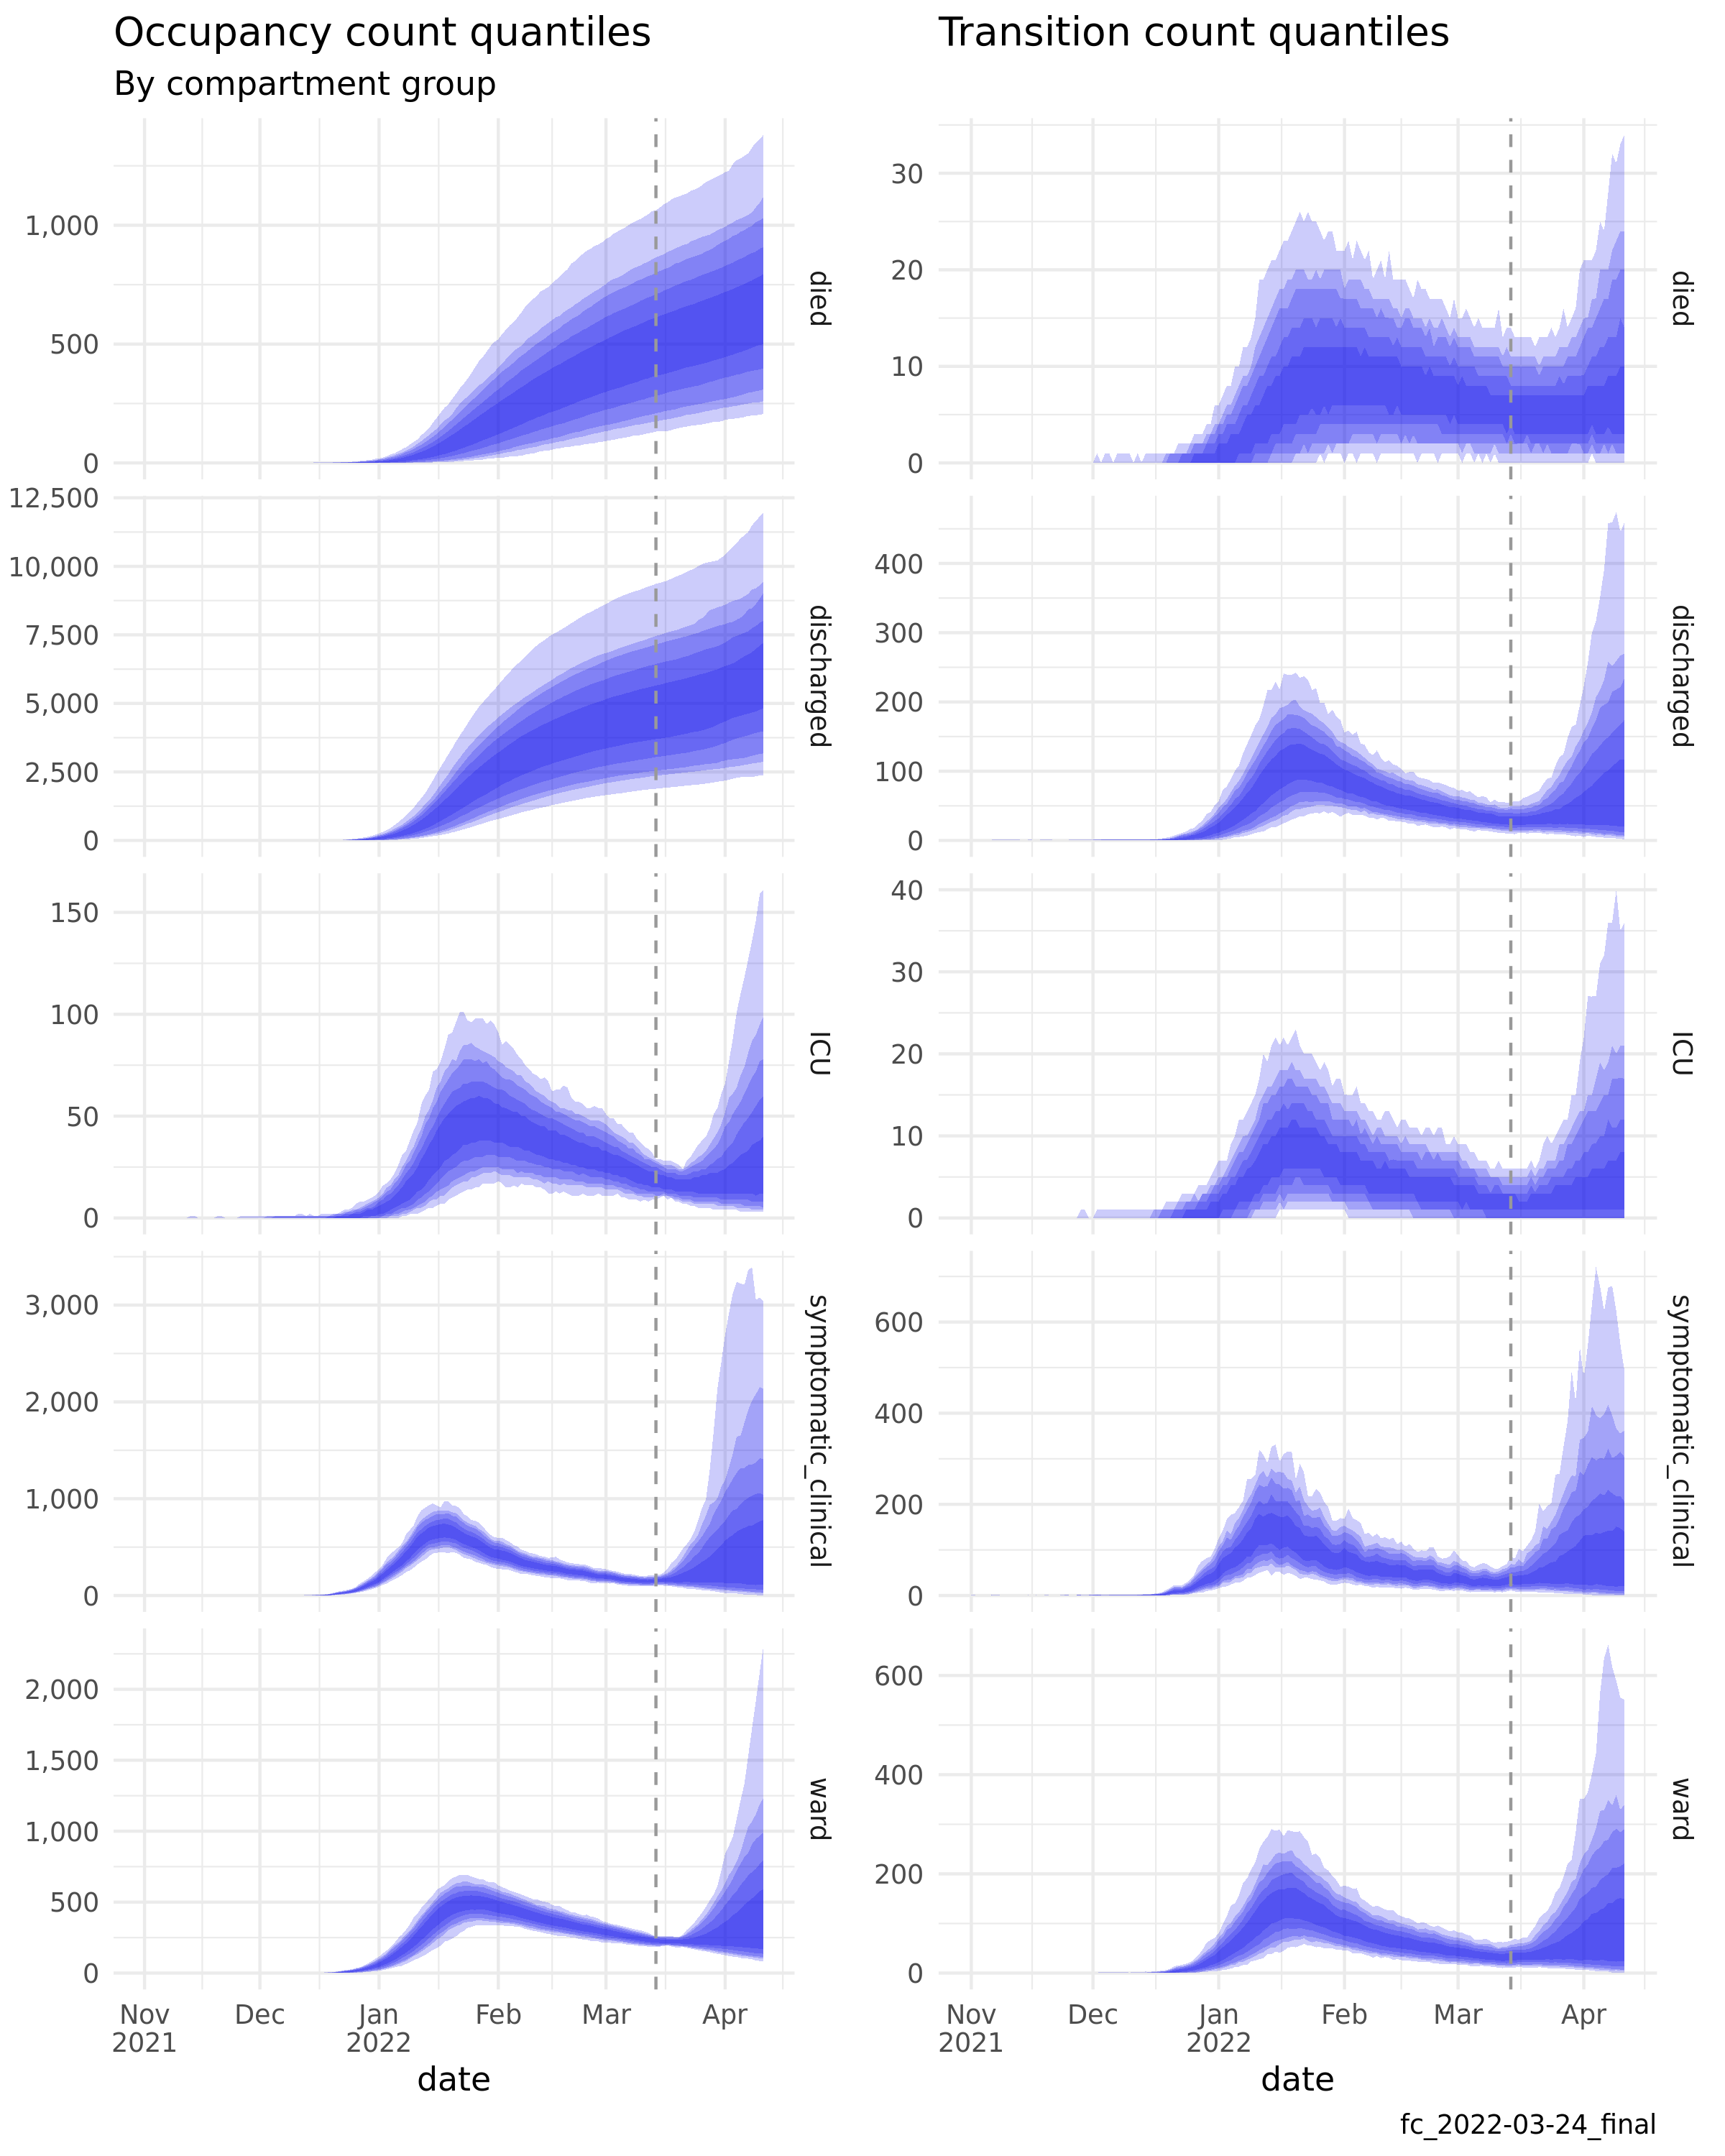 Occupancy count quantiles
By compartment group
Transition count quantiles
1,000
500
0
died
30
20
10
0
died
12,500
10,000
7,500
5,000
2,500
0
discharged
400
300
200
100
0
discharged
150
100
50
0
ICU
40
30
20
10
0
ICU
3,000
2,000
1,000
0
symptomatic_clinical
600
400
200
0
symptomatic_clinical
2,000
1,500
1,000
500
0
ward
600
400
200
0
ward
Nov Dec Jan Feb Mar Apr
2021 2022
date
Nov Dec Jan Feb Mar Apr
2021 2022
date
fc_2022-03-24_final